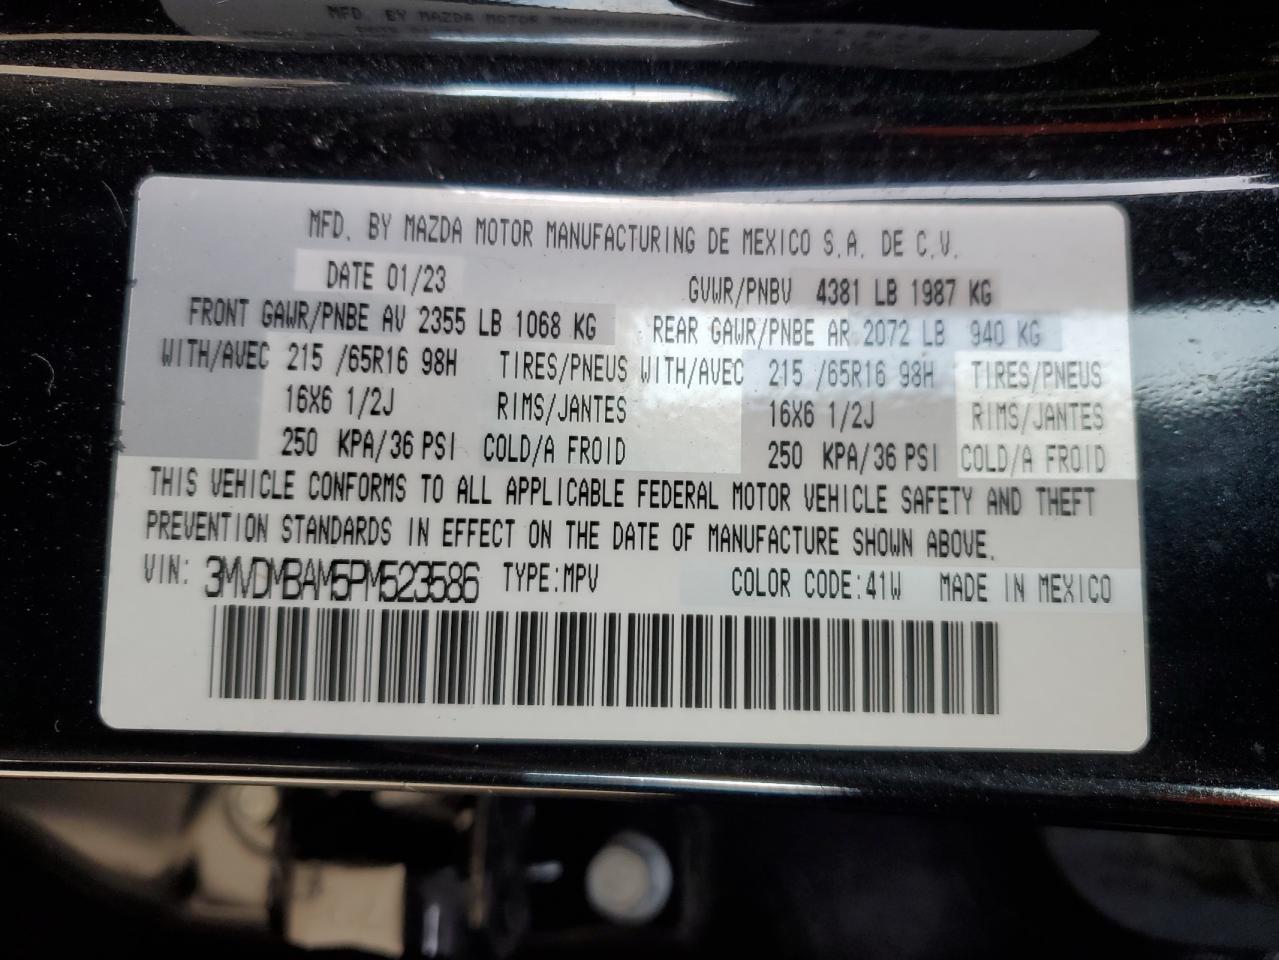 MFD. BY MAZDA MOTOR
MFD. BY MAZDA MOTOR MANUFACTURING DE MEXICO S.A. DE C.V.
DATE 01/23 GVWR/PNBV 4381 LB 1987 KG
FRONT GAWR/PNBE AV 2355 LB 1068 KG REAR GAWR/PNBE AR 2072 LB 940 KG
WITH/AVEC 215 /65R16 98H TIRES/PNEUS WITH/AVEC 215 /65R16 98H TIRES/PNEUS
16X6 1/2J RIMS/JANTES 16X6 1/2J RIMS/JANTES
250 KPA/36 PSI COLD/A FROID 250 KPA/36 PSI COLD/A FROID
THIS VEHICLE CONFORMS TO ALL APPLICABLE FEDERAL MOTOR VEHICLE SAFETY AND THEFT
PREVENTION STANDARDS IN EFFECT ON THE DATE OF MANUFACTURE SHOWN ABOVE.
VIN: 3MVDMBAM5PM523586 TYPE:MPV COLOR CODE:41W MADE IN MEXICO